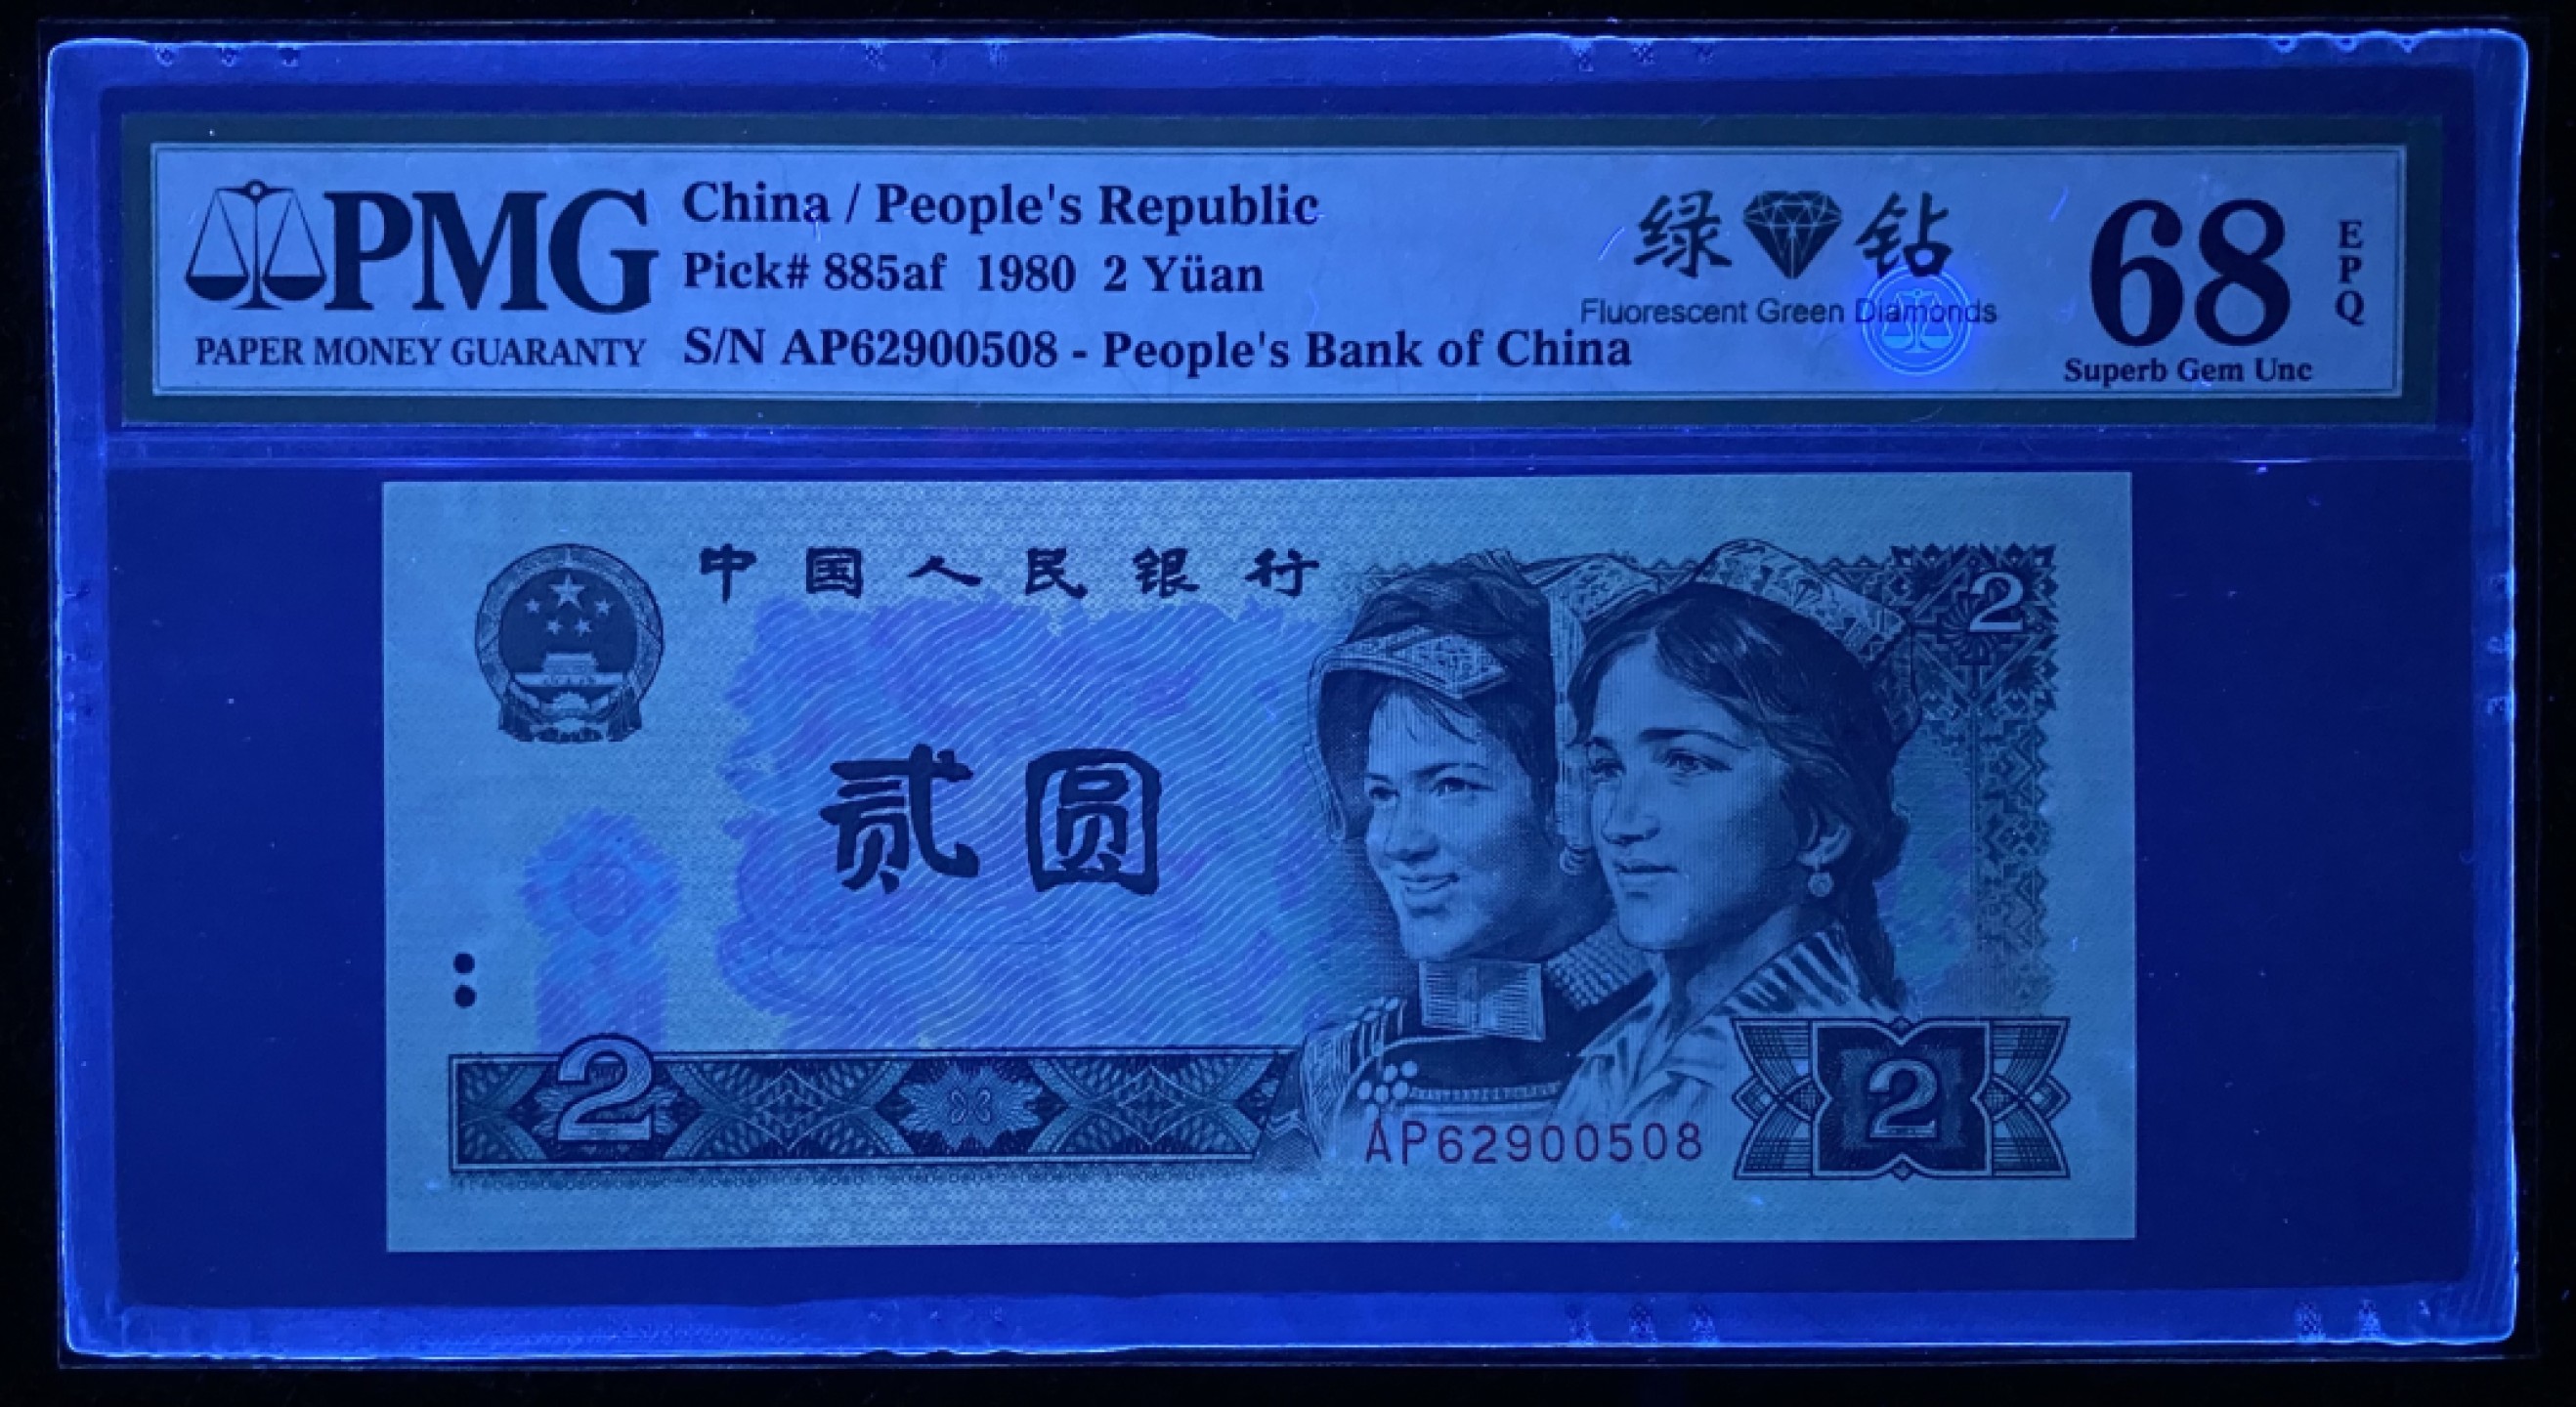 PMG
PAPER MONEY GUARANTY
China / People's Republic
Pick# 885af 1980 2 Yüan
S/N AP62900508 - People's Bank of China
绿钻
Fluorescent Green Diamonds
68
EPQ
Superb Gem Unc
中国人民银行
2
贰圆
2
2
AP62900508